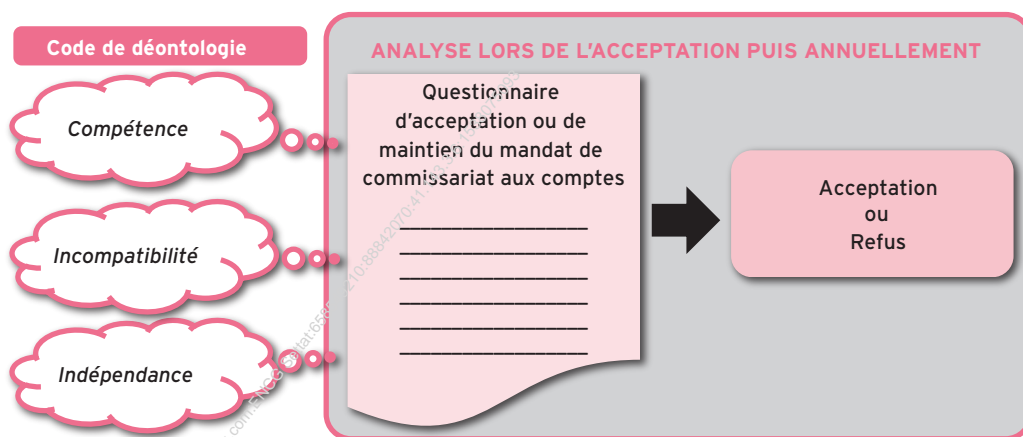 Code de déontologie
ANALYSE LORS DE L'ACCEPTATION PUIS ANNUELLEMENT
Compétence
Incompatibilité
Indépendance
Questionnaire
d'acceptation ou de
maintien du mandat de
commissariat aux comptes
Acceptation
ou
Refus